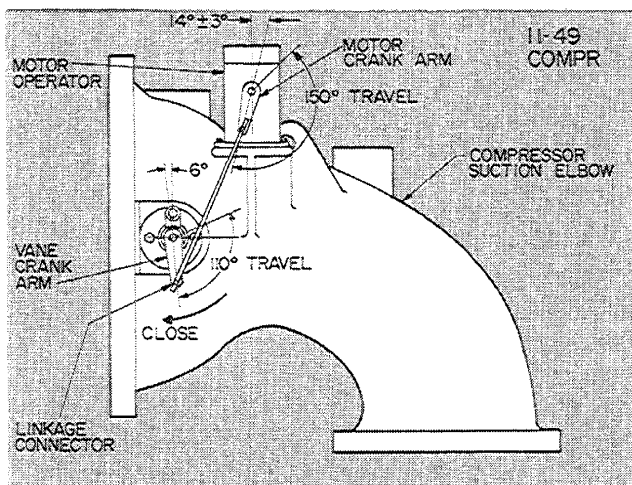 14°±3°
11-49
COMPR
MOTOR
OPERATOR
MOTOR
CRANK ARM
150° TRAVEL
COMPRESSOR
SUCTION ELBOW
6°
VANE
CRANK
ARM
110° TRAVEL
CLOSE
LINKAGE
CONNECTOR